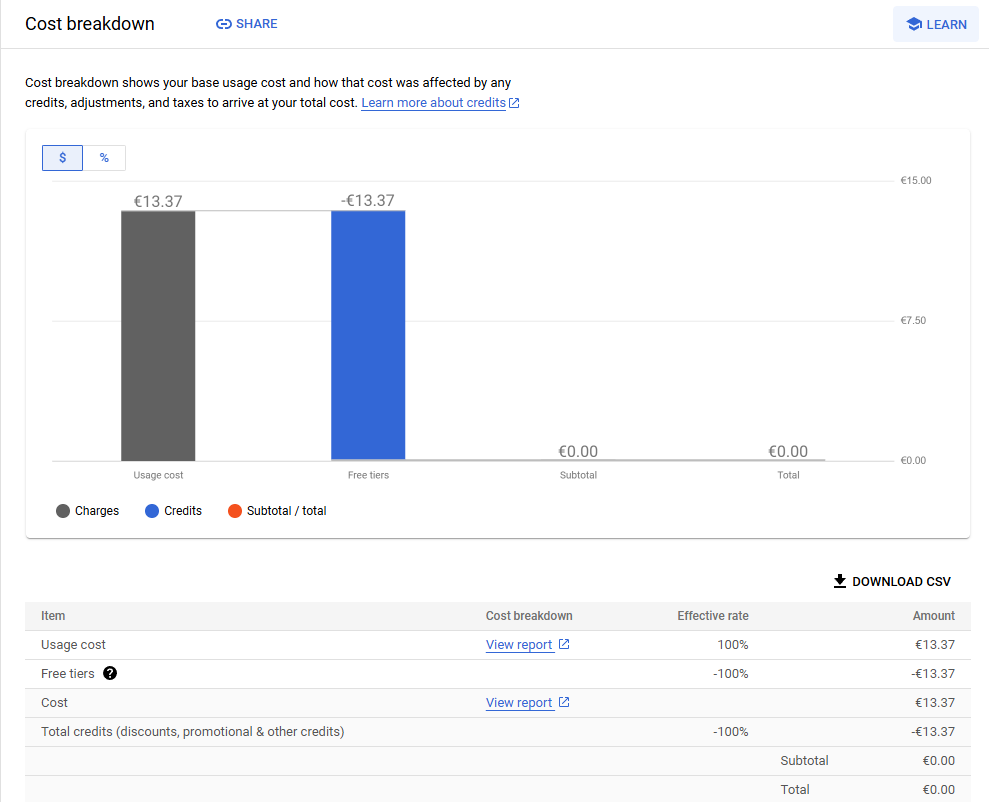 Cost breakdown
SHARE
LEARN
Cost breakdown shows your base usage cost and how that cost was affected by any
credits, adjustments, and taxes to arrive at your total cost. Learn more about credits
$ %
€15.00
€13.37 -€13.37
€7.50
€0.00 €0.00
€0.00
Usage cost Free tiers Subtotal Total
Charges Credits Subtotal / total
DOWNLOAD CSV
Item Cost breakdown Effective rate Amount
Usage cost View report 100% €13.37
Free tiers ? -100% -€13.37
Cost View report €13.37
Total credits (discounts, promotional & other credits) -100% -€13.37
Subtotal €0.00
Total €0.00